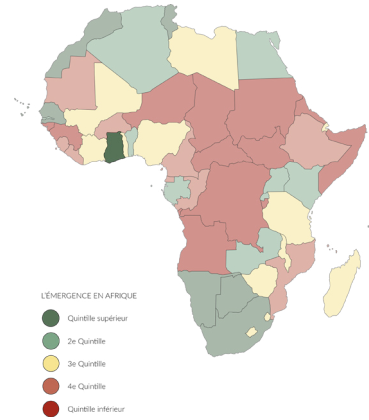 L'ÉMERGENCE EN AFRIQUE
Quintille supérieur
2e Quintille
3e Quintille
4e Quintille
Quintille inférieur